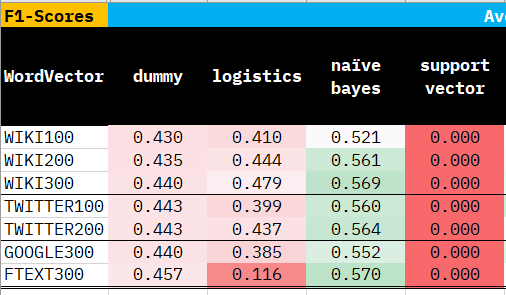 F1-Scores
WordVector dummy logistics naïve bayes support vector
WIKI100 0.430 0.410 0.521 0.000
WIKI200 0.435 0.444 0.561 0.000
WIKI300 0.440 0.479 0.569 0.000
TWITTER100 0.443 0.399 0.560 0.000
TWITTER200 0.443 0.437 0.564 0.000
GOOGLE300 0.440 0.385 0.552 0.000
FTEXT300 0.457 0.116 0.570 0.000